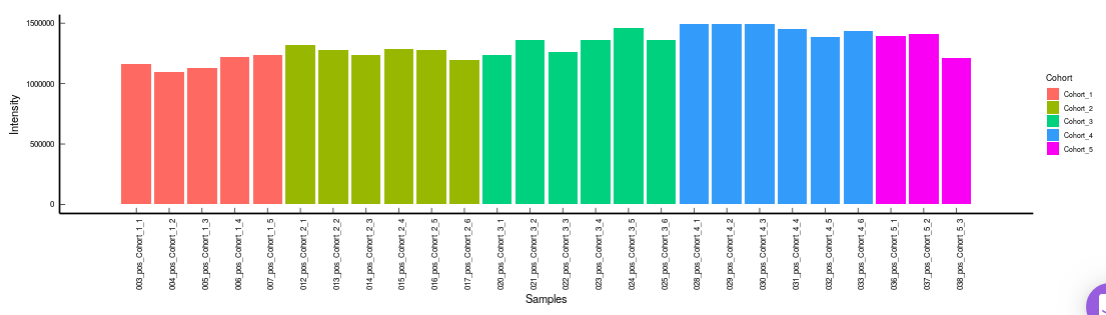 1500000
1000000
500000
0
Intensity
003_pos_Cohort_1_1
004_pos_Cohort_1_2
005_pos_Cohort_1_3
006_pos_Cohort_1_4
007_pos_Cohort_1_5
012_pos_Cohort_2_1
013_pos_Cohort_2_2
014_pos_Cohort_2_3
015_pos_Cohort_2_4
016_pos_Cohort_2_5
017_pos_Cohort_2_6
020_pos_Cohort_3_1
021_pos_Cohort_3_2
022_pos_Cohort_3_3
023_pos_Cohort_3_4
024_pos_Cohort_3_5
025_pos_Cohort_3_6
028_pos_Cohort_4_1
029_pos_Cohort_4_2
030_pos_Cohort_4_3
031_pos_Cohort_4_4
032_pos_Cohort_4_5
033_pos_Cohort_4_6
036_pos_Cohort_5_1
037_pos_Cohort_5_2
038_pos_Cohort_5_3
Samples
Cohort
Cohort_1
Cohort_2
Cohort_3
Cohort_4
Cohort_5